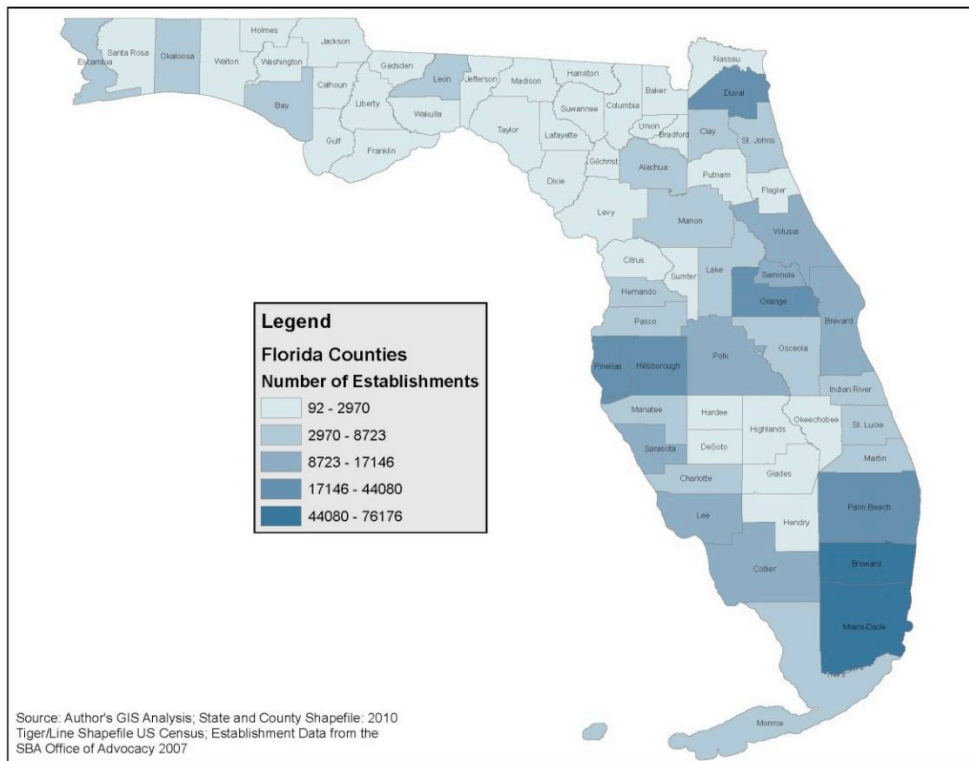 Holmes
Jackson
Santa Rosa
Okaloosa
Escambia
Walton
Washington
Nassau
Gadsden
Hamilton
Calhoun
Leon
Jefferson
Madison
Baker
Duval
Bay
Liberty
Suwannee
Columbia
Wakulla
Union
Clay
Taylor
Lafayette
Bradford
St. Johns
Gulf
Franklin
Gilchrist
Alachua
Putnam
Dixie
Flagler
Levy
Marion
Volusia
Citrus
Sumter
Lake
Seminole
Hernando
Orange
Legend
Pasco
Brevard
Florida Counties
Osceola
Pinellas
Hillsborough
Polk
Number of Establishments
Indian River
92 - 2970
Manatee
Hardee
Highlands
Okeechobee
St. Lucie
2970 - 8723
Sarasota
DeSoto
Martin
8723 - 17146
Charlotte
Glades
17146 - 44080
Lee
Palm Beach
44080 - 76176
Hendry
Collier
Broward
Miami-Dade
Monroe
Source: Author's GIS Analysis; State and County Shapefile: 2010
Tiger/Line Shapefile US Census; Establishment Data from the
SBA Office of Advocacy 2007